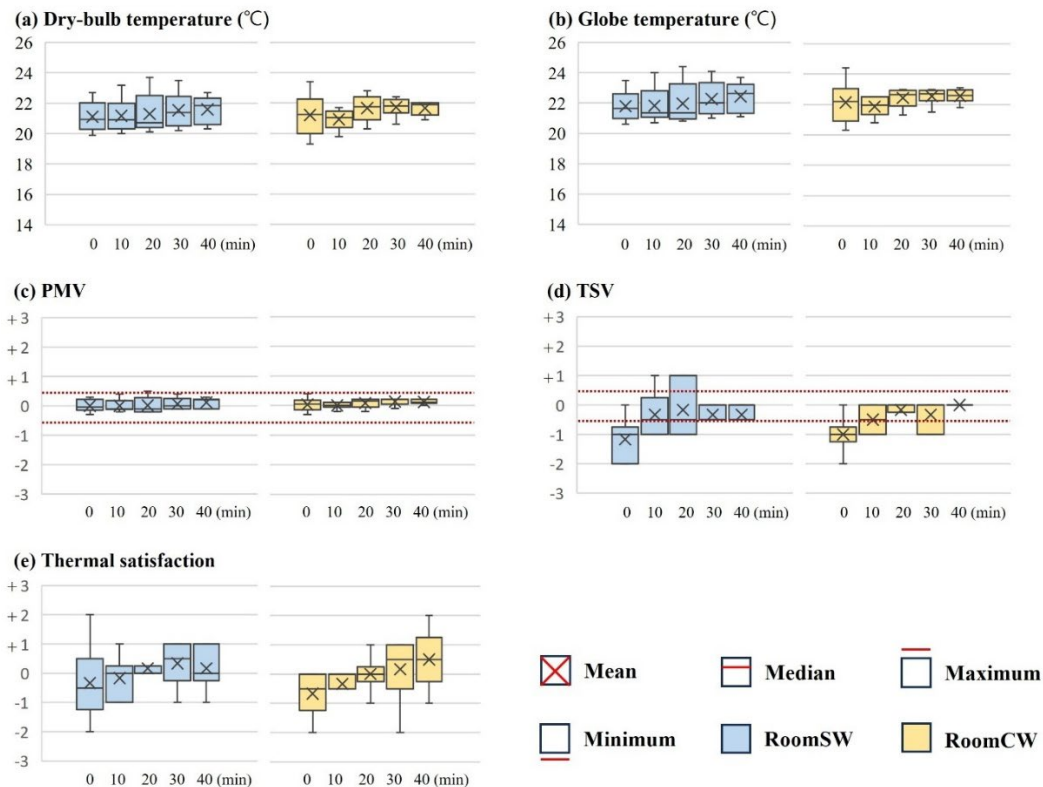 (a) Dry-bulb temperature (℃)
26
24
22
20
18
16
14
0 10 20 30 40 (min) 0 10 20 30 40 (min)
(b) Globe temperature (℃)
26
24
22
20
18
16
14
0 10 20 30 40 (min) 0 10 20 30 40 (min)
(c) PMV
+3
+2
+1
0
-1
-2
-3
0 10 20 30 40 (min) 0 10 20 30 40 (min)
(d) TSV
+3
+2
+1
0
-1
-2
-3
0 10 20 30 40 (min) 0 10 20 30 40 (min)
(e) Thermal satisfaction
+3
+2
+1
0
-1
-2
-3
0 10 20 30 40 (min) 0 10 20 30 40 (min)
Mean Median Maximum
Minimum RoomSW RoomCW